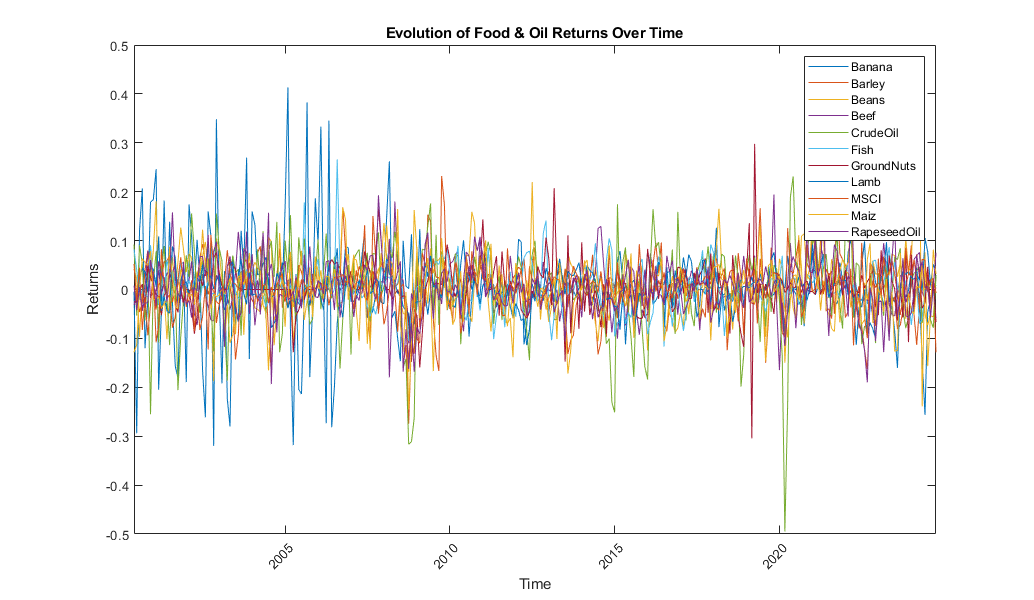 Evolution of Food & Oil Returns Over Time
0.5
0.4
0.3
0.2
0.1
0
-0.1
-0.2
-0.3
-0.4
-0.5
Returns
Banana
Barley
Beans
Beef
CrudeOil
Fish
GroundNuts
Lamb
MSCI
Maiz
RapeseedOil
2005
2010
2015
2020
Time